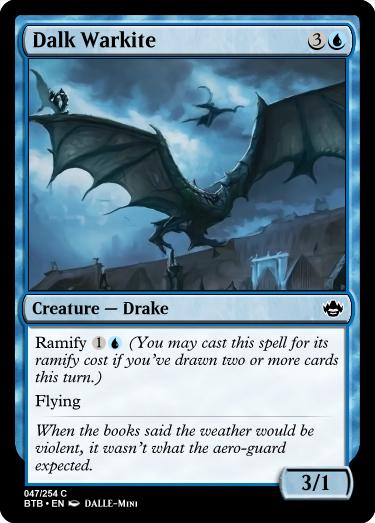 Dalk Warkite 3
Creature — Drake
Ramify 1 (You may cast this spell for its
ramify cost if you've drawn two or more cards
this turn.)
Flying
When the books said the weather would be
violent, it wasn't what the aero-guard
expected.
3/1
047/254 C
BTB • EN DALLE-Mini